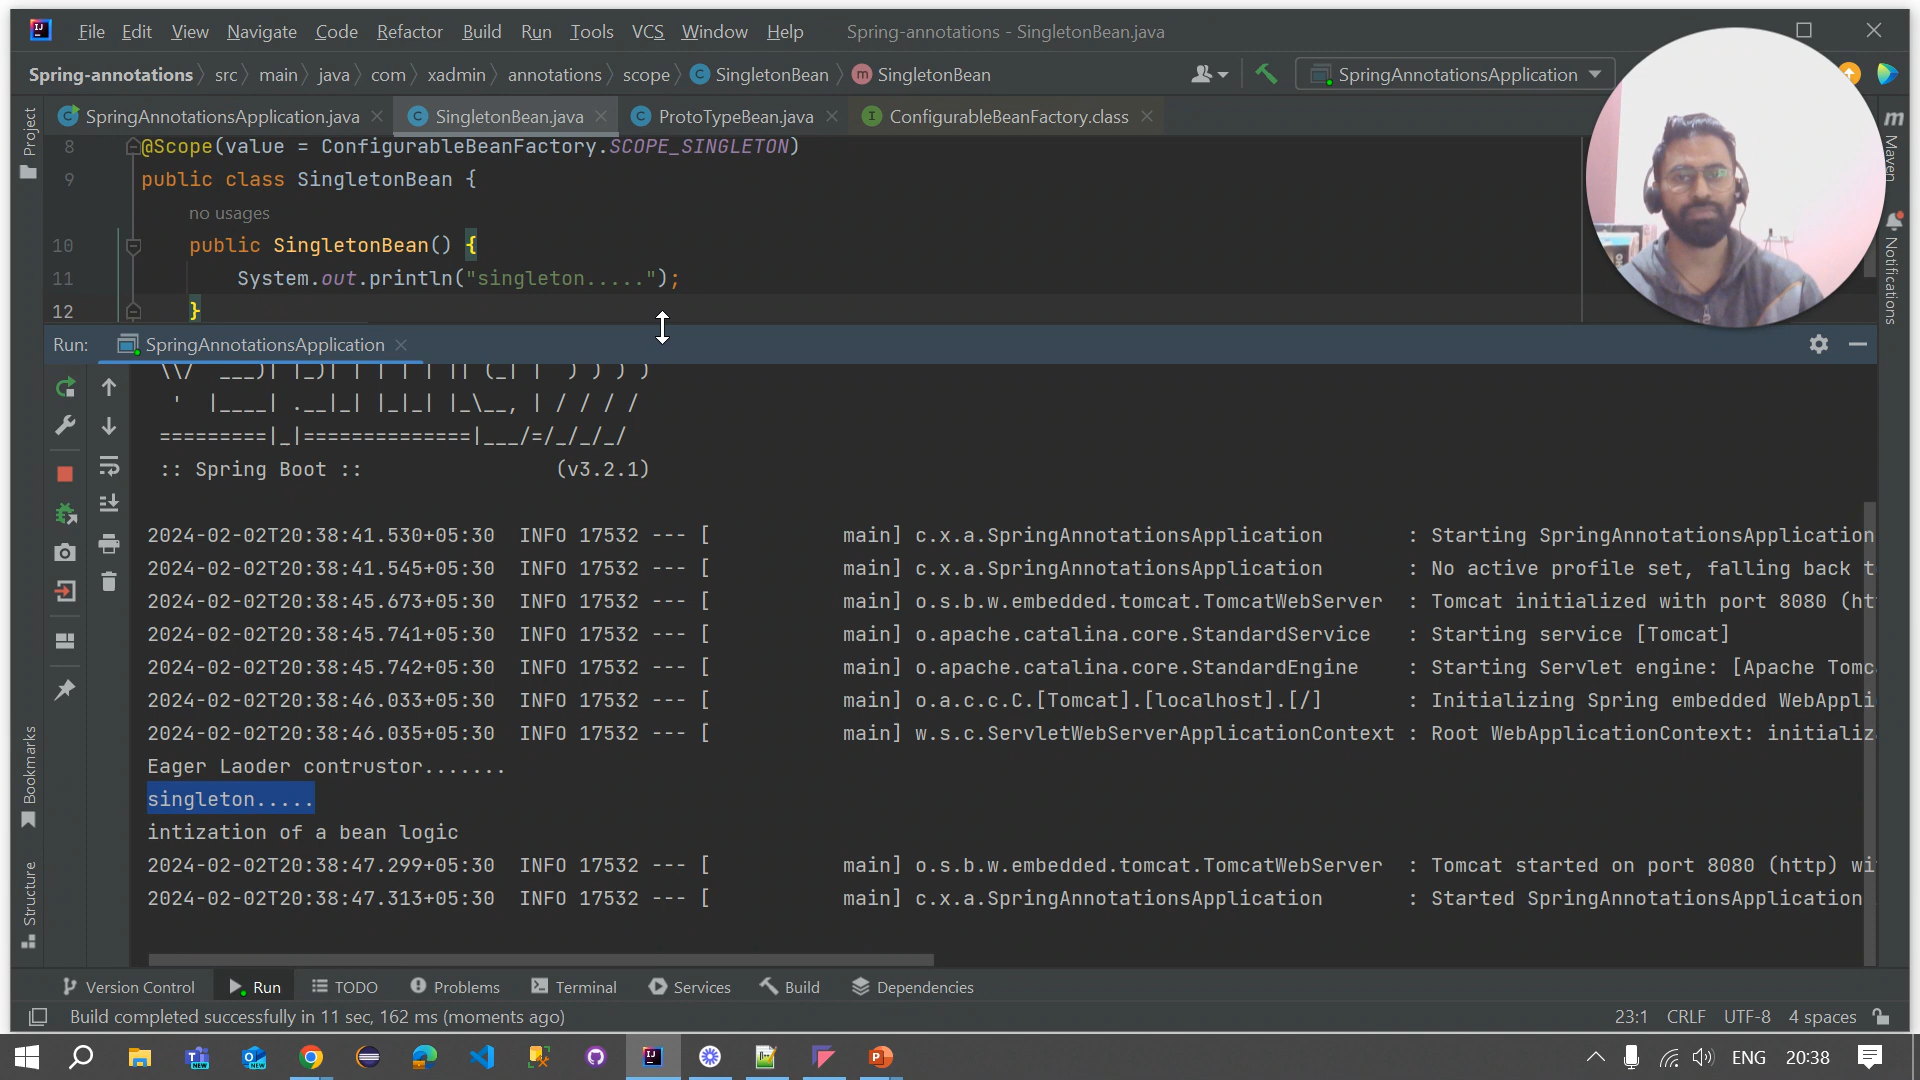 File Edit View Navigate Code Refactor Build Run Tools VCS Window Help Spring-annotations - SingletonBean.java
Spring-annotations src main java com xadmin annotations scope SingletonBean SingletonBean SpringAnnotationsApplication
SpringAnnotationsApplication.java SingletonBean.java ProtoTypeBean.java ConfigurableBeanFactory.class
Project
Maven
Notifications
8 @Scope(value = ConfigurableBeanFactory.SCOPE_SINGLETON)
9 public class SingletonBean {
no usages
10 public SingletonBean() {
11 System.out.println("singleton.....");
12 }
Run: SpringAnnotationsApplication
 \\/  ___)| |_)| | | | | || (_| |  ) ) ) )
  '  |____| .__|_| |_|_| |_\__, | / / / /
 =========|_|==============|___/=/_/_/_/
 :: Spring Boot :: (v3.2.1)
2024-02-02T20:38:41.530+05:30 INFO 17532 --- [ main] c.x.a.SpringAnnotationsApplication : Starting SpringAnnotationsApplication
2024-02-02T20:38:41.545+05:30 INFO 17532 --- [ main] c.x.a.SpringAnnotationsApplication : No active profile set, falling back t
2024-02-02T20:38:45.673+05:30 INFO 17532 --- [ main] o.s.b.w.embedded.tomcat.TomcatWebServer : Tomcat initialized with port 8080 (ht
2024-02-02T20:38:45.741+05:30 INFO 17532 --- [ main] o.apache.catalina.core.StandardService : Starting service [Tomcat]
2024-02-02T20:38:45.742+05:30 INFO 17532 --- [ main] o.apache.catalina.core.StandardEngine : Starting Servlet engine: [Apache Tomc
2024-02-02T20:38:46.033+05:30 INFO 17532 --- [ main] o.a.c.c.C.[Tomcat].[localhost].[/] : Initializing Spring embedded WebAppli
2024-02-02T20:38:46.035+05:30 INFO 17532 --- [ main] w.s.c.ServletWebServerApplicationContext : Root WebApplicationContext: initializ
Eager Laoder contrustor.......
singleton.....
intization of a bean logic
2024-02-02T20:38:47.299+05:30 INFO 17532 --- [ main] o.s.b.w.embedded.tomcat.TomcatWebServer : Tomcat started on port 8080 (http) wi
2024-02-02T20:38:47.313+05:30 INFO 17532 --- [ main] c.x.a.SpringAnnotationsApplication : Started SpringAnnotationsApplication
Bookmarks
Structure
Version Control Run TODO Problems Terminal Services Build Dependencies
Build completed successfully in 11 sec, 162 ms (moments ago) 23:1 CRLF UTF-8 4 spaces
ENG 20:38